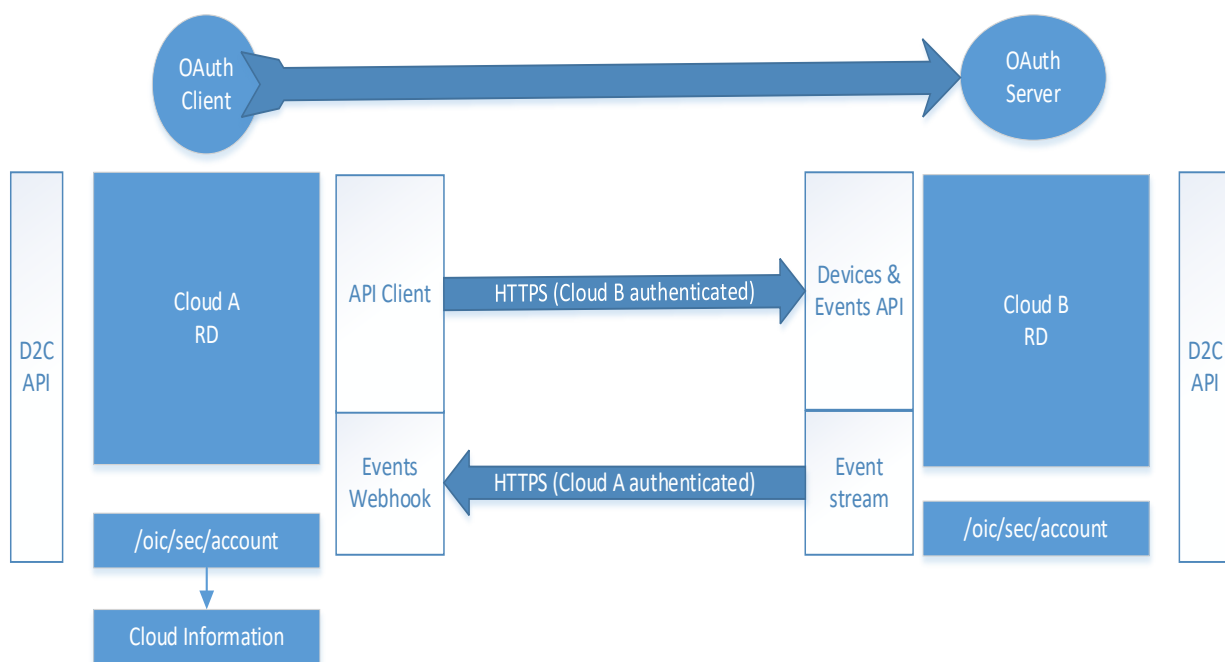 OAuth
Client
OAuth
Server
D2C
API
Cloud A
RD
API Client
HTTPS (Cloud B authenticated)
Devices &
Events API
Cloud B
RD
D2C
API
Events
Webhook
HTTPS (Cloud A authenticated)
Event
stream
/oic/sec/account
/oic/sec/account
Cloud Information